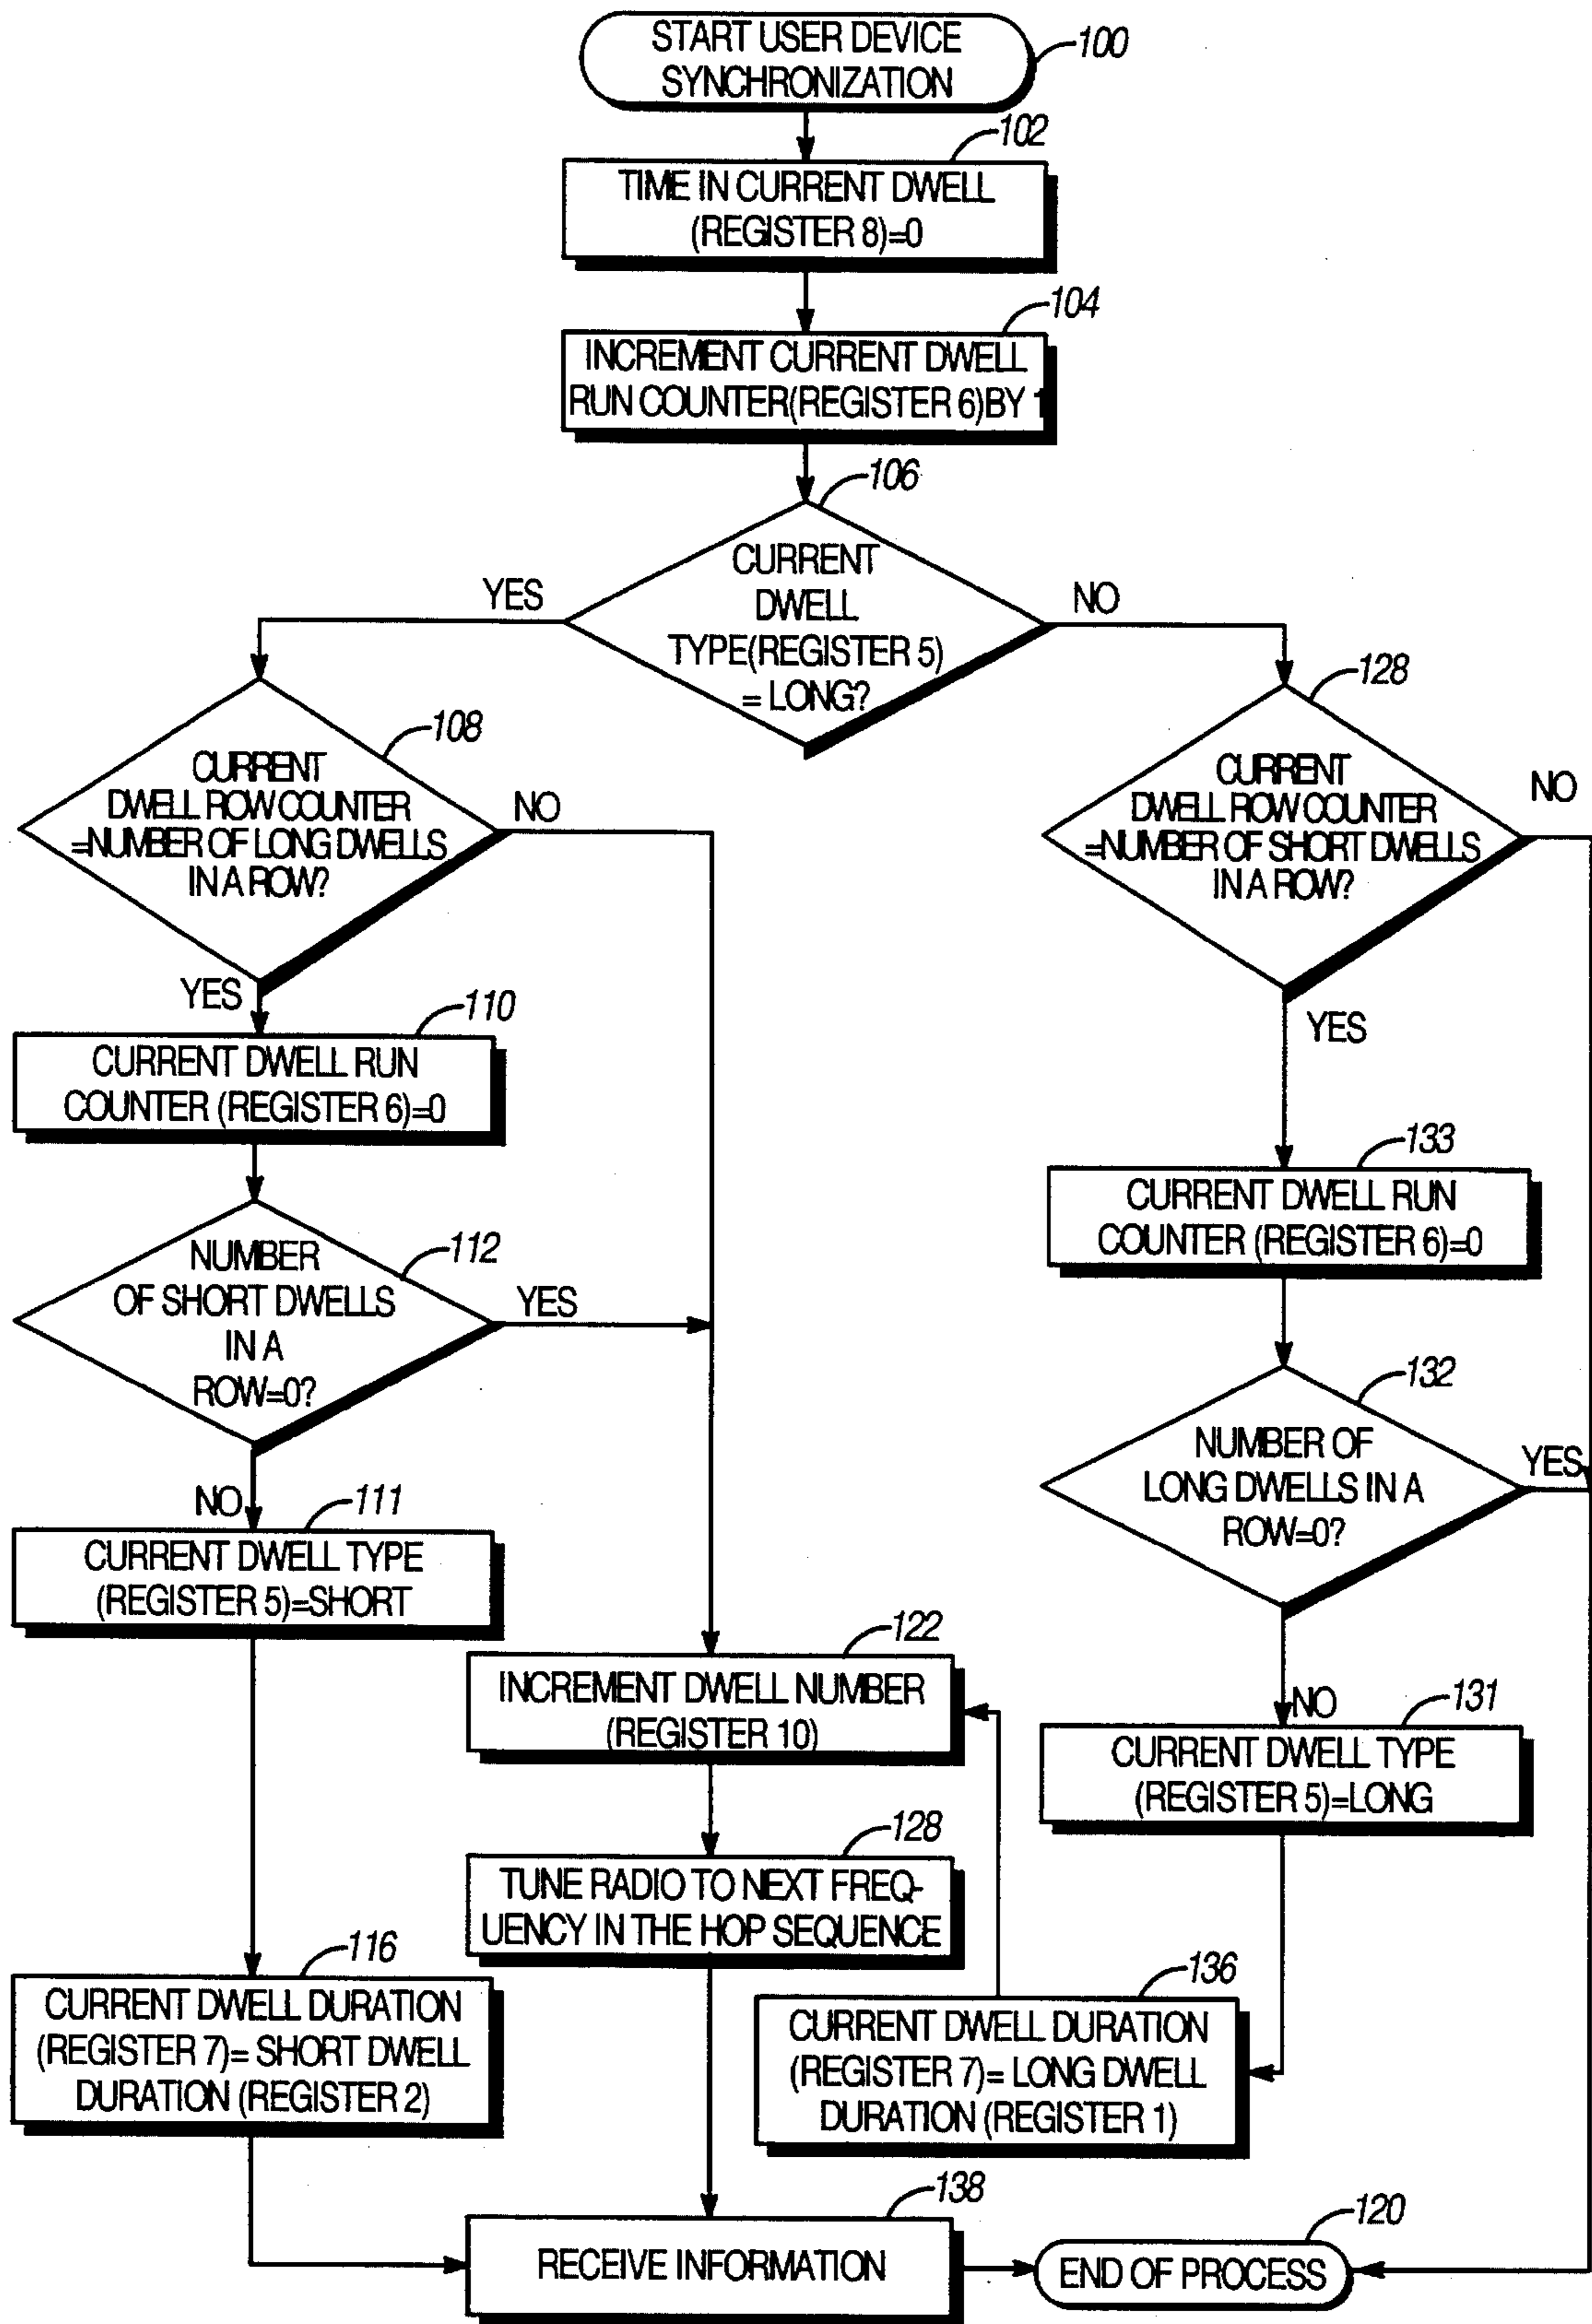 START USER DEVICE
SYNCHRONIZATION
100
102
TIME IN CURRENT DWELL
(REGISTER 8)=0
104
INCREMENT CURRENT DWELL
RUN COUNTER(REGISTER 6)BY 1
106
CURRENT
DWELL
TYPE(REGISTER 5)
= LONG?
YES
NO
108
CURRENT
DWELL ROW COUNTER
=NUMBER OF LONG DWELLS
IN A ROW?
NO
YES
128
CURRENT
DWELL ROW COUNTER
=NUMBER OF SHORT DWELLS
IN A ROW?
NO
YES
110
CURRENT DWELL RUN
COUNTER (REGISTER 6)=0
133
CURRENT DWELL RUN
COUNTER (REGISTER 6)=0
112
NUMBER
OF SHORT DWELLS
IN A
ROW=0?
YES
NO
132
NUMBER OF
LONG DWELLS IN A
ROW=0?
YES
NO
111
CURRENT DWELL TYPE
(REGISTER 5)=SHORT
122
INCREMENT DWELL NUMBER
(REGISTER 10)
131
CURRENT DWELL TYPE
(REGISTER 5)=LONG
128
TUNE RADIO TO NEXT FREQ-
UENCY IN THE HOP SEQUENCE
116
CURRENT DWELL DURATION
(REGISTER 7)= SHORT DWELL
DURATION (REGISTER 2)
136
CURRENT DWELL DURATION
(REGISTER 7)= LONG DWELL
DURATION (REGISTER 1)
138
RECEIVE INFORMATION
120
END OF PROCESS